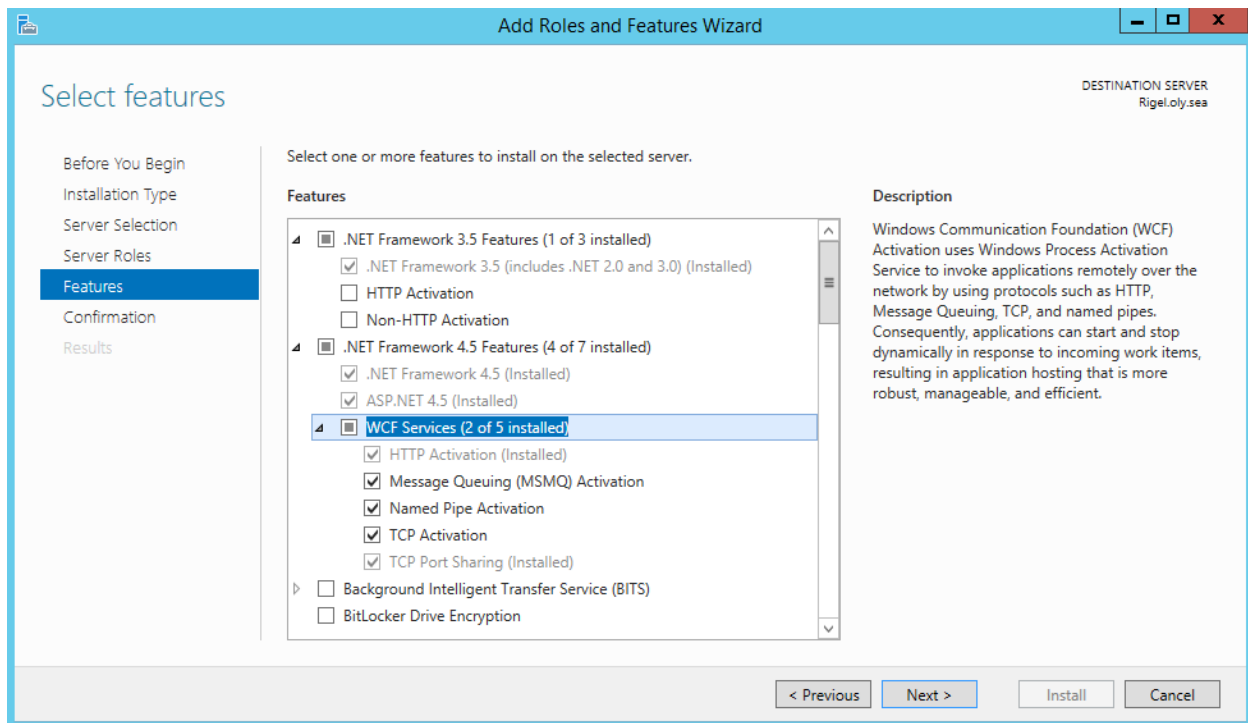 Add Roles and Features Wizard
Select features
DESTINATION SERVER
Rigel.oly.sea
Before You Begin
Installation Type
Server Selection
Server Roles
Features
Confirmation
Results
Select one or more features to install on the selected server.
Features
.NET Framework 3.5 Features (1 of 3 installed)
.NET Framework 3.5 (includes .NET 2.0 and 3.0) (Installed)
HTTP Activation
Non-HTTP Activation
.NET Framework 4.5 Features (4 of 7 installed)
.NET Framework 4.5 (Installed)
ASP.NET 4.5 (Installed)
WCF Services (2 of 5 installed)
HTTP Activation (Installed)
Message Queuing (MSMQ) Activation
Named Pipe Activation
TCP Activation
TCP Port Sharing (Installed)
Background Intelligent Transfer Service (BITS)
BitLocker Drive Encryption
Description
Windows Communication Foundation (WCF)
Activation uses Windows Process Activation
Service to invoke applications remotely over the
network by using protocols such as HTTP,
Message Queuing, TCP, and named pipes.
Consequently, applications can start and stop
dynamically in response to incoming work items,
resulting in application hosting that is more
robust, manageable, and efficient.
< Previous
Next >
Install
Cancel